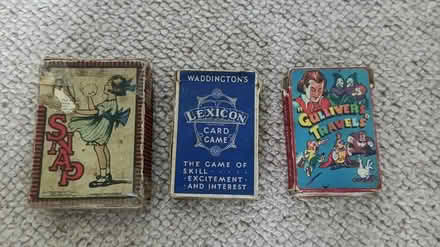 SNAP
WADDINGTON'S
LEXICON
CARD
GAME
THE GAME OF
SKILL
· EXCITEMENT ·
· AND INTEREST
GULLIVER'S
TRAVELS